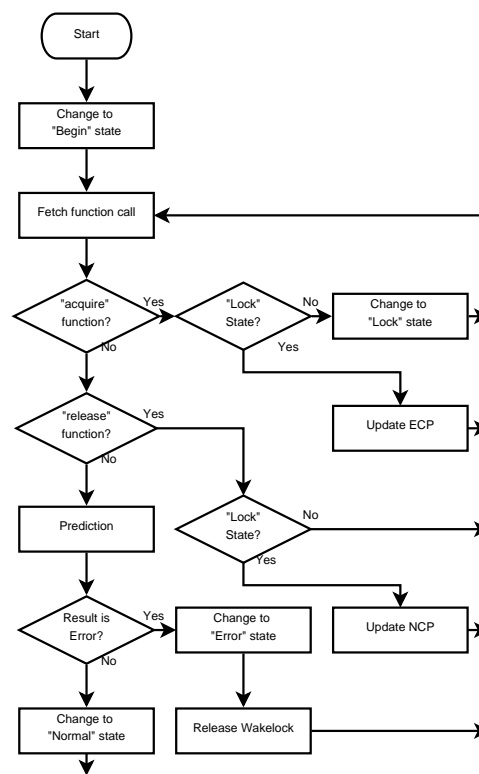 Start
Change to
"Begin" state
Fetch function call
"acquire"
function?
Yes
No
"Lock"
State?
No
Yes
Change to
"Lock" state
Update ECP
"release"
function?
Yes
No
"Lock"
State?
No
Yes
Prediction
Update NCP
Result is
Error?
Yes
No
Change to
"Error" state
Change to
"Normal" state
Release Wakelock